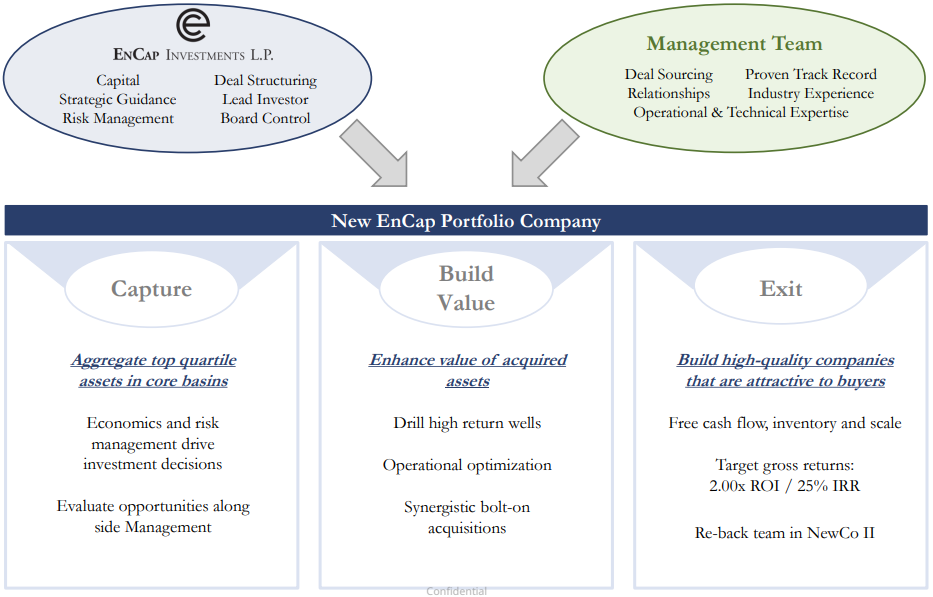 ENCAP INVESTMENTS L.P.
Capital
Strategic Guidance
Risk Management
Deal Structuring
Lead Investor
Board Control
Management Team
Deal Sourcing Proven Track Record
Relationships Industry Experience
Operational & Technical Expertise
New EnCap Portfolio Company
Capture
Aggregate top quartile
assets in core basins
Economics and risk
management drive
investment decisions
Evaluate opportunities along
side Management
Build
Value
Enhance value of acquired
assets
Drill high return wells
Operational optimization
Synergistic bolt-on
acquisitions
Exit
Build high-quality companies
that are attractive to buyers
Free cash flow, inventory and scale
Target gross returns:
2.00x ROI / 25% IRR
Re-back team in NewCo II
Confidential